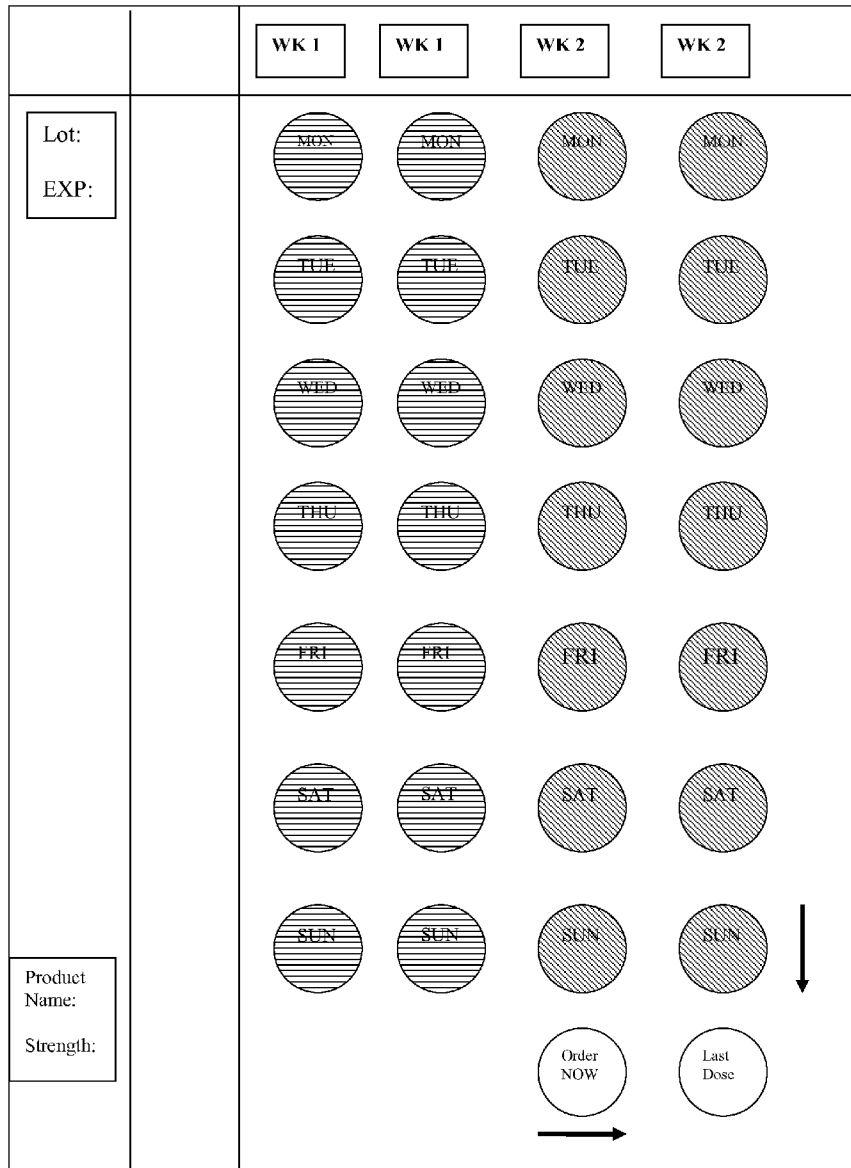 WK 1 WK 1 WK 2 WK 2
Lot:
EXP:
MON MON MON MON
TUE TUE TUE TUE
WED WED WED WED
THU THU THU THU
FRI FRI FRI FRI
SAT SAT SAT SAT
SUN SUN SUN SUN
Product
Name:
Strength:
Order
NOW
Last
Dose